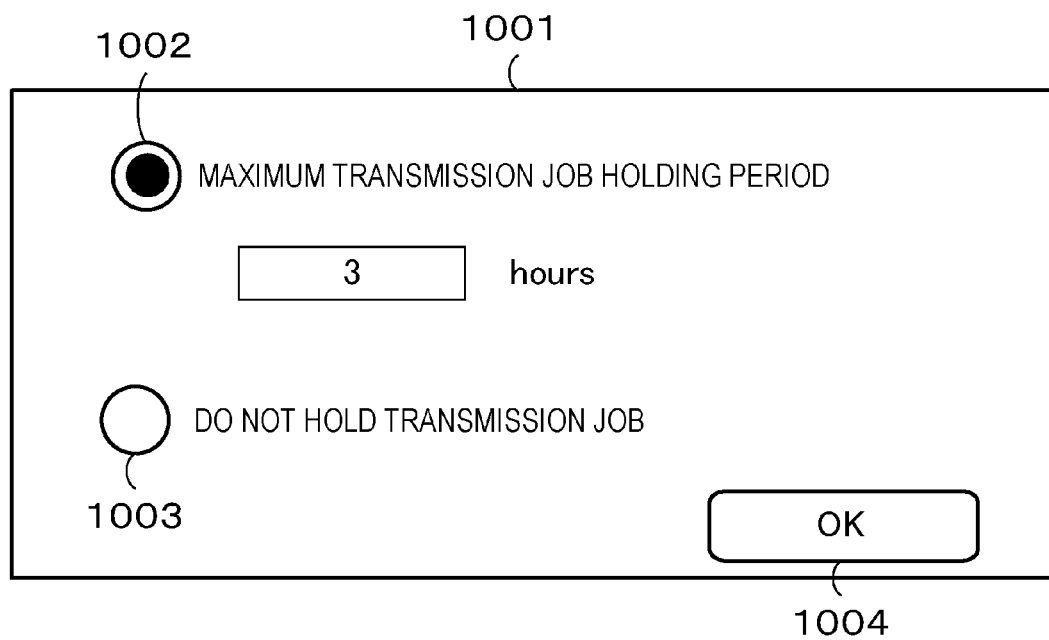 1002
1001
MAXIMUM TRANSMISSION JOB HOLDING PERIOD
3 hours
DO NOT HOLD TRANSMISSION JOB
1003
OK
1004